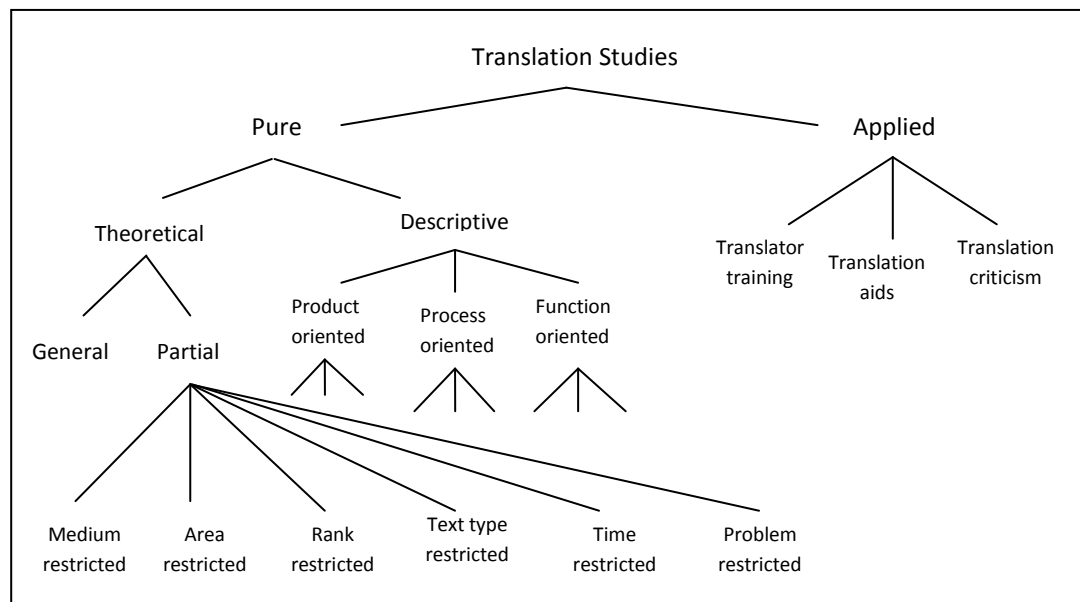 Translation Studies
Pure
Applied
Theoretical
Descriptive
Translator
training
Translation
aids
Translation
criticism
General
Partial
Product
oriented
Process
oriented
Function
oriented
Medium
restricted
Area
restricted
Rank
restricted
Text type
restricted
Time
restricted
Problem
restricted